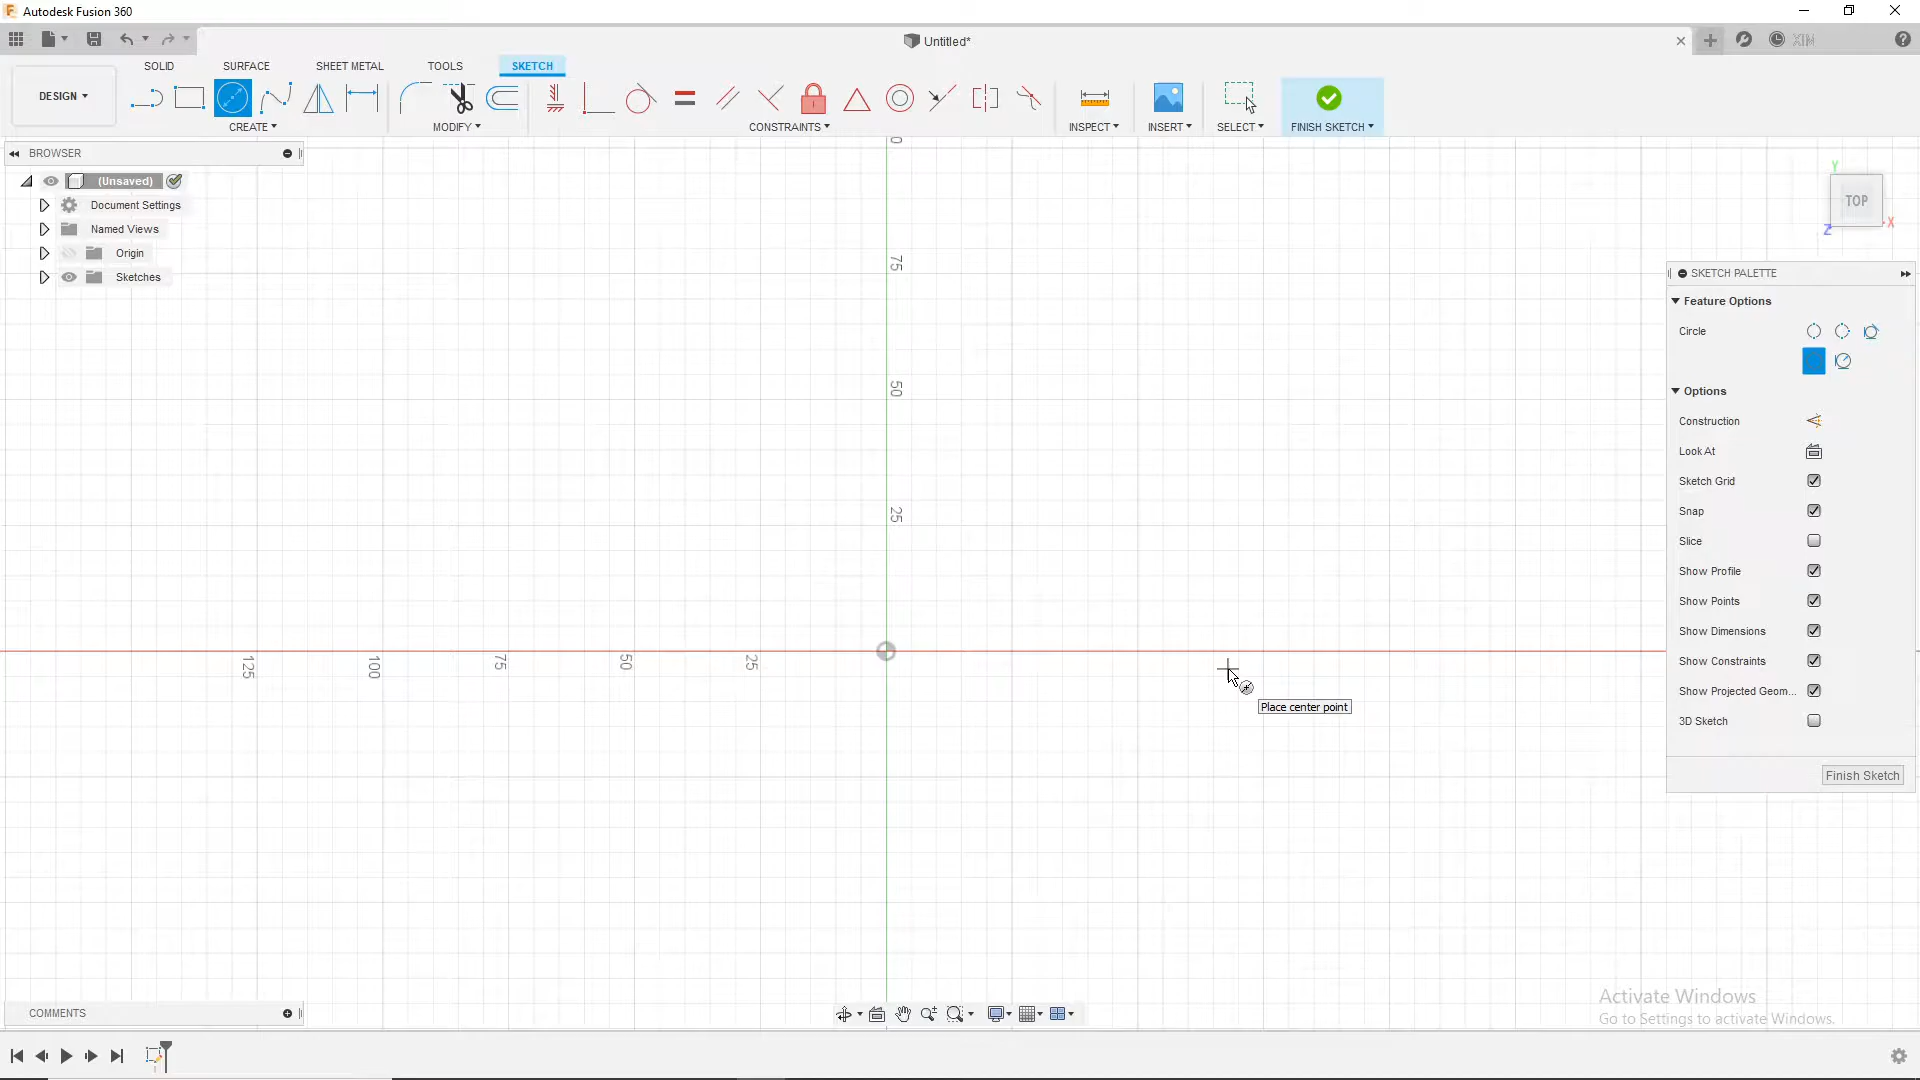 Autodesk Fusion 360
Untitled*
XIN
SOLID
SURFACE
SHEET METAL
TOOLS
SKETCH
DESIGN
CREATE
MODIFY
CONSTRAINTS
INSPECT
INSERT
SELECT
FINISH SKETCH
BROWSER
(Unsaved)
Document Settings
Named Views
Origin
Sketches
0
75
50
25
125
100
75
50
25
Y
TOP
X
Z
SKETCH PALETTE
Feature Options
Circle
Options
Construction
Look At
Sketch Grid
Snap
Slice
Show Profile
Show Points
Show Dimensions
Show Constraints
Show Projected Geom...
3D Sketch
Finish Sketch
Place center point
Activate Windows
Go to Settings to activate Windows.
COMMENTS